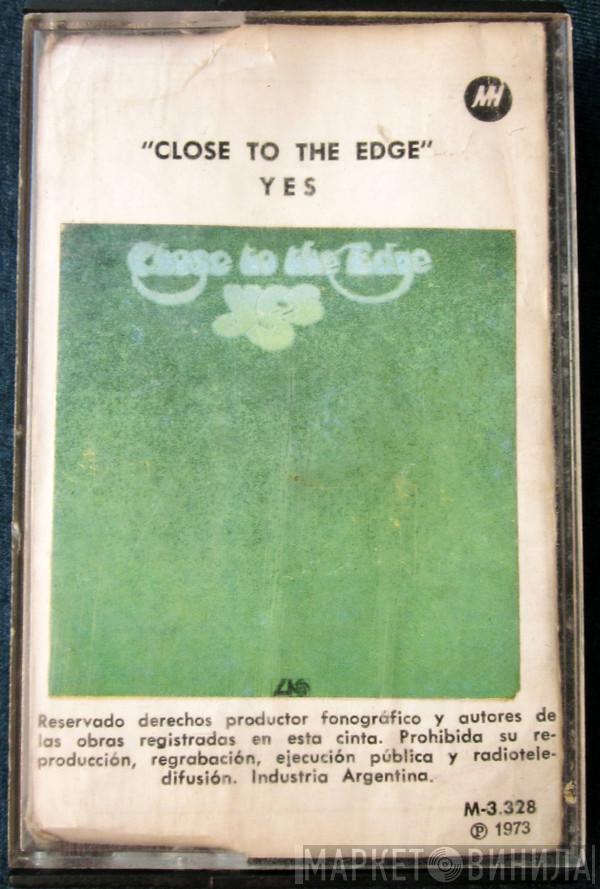 MH
"CLOSE TO THE EDGE"
YES
Close to the Edge
yes
Reservado derechos productor fonográfico y autores de
las obras registradas en esta cinta. Prohibida su re-
producción, regrabación, ejecución pública y radiotele-
difusión. Industria Argentina.
M-3.328
Ⓟ 1973
МАРКЕТ ВИНИЛА